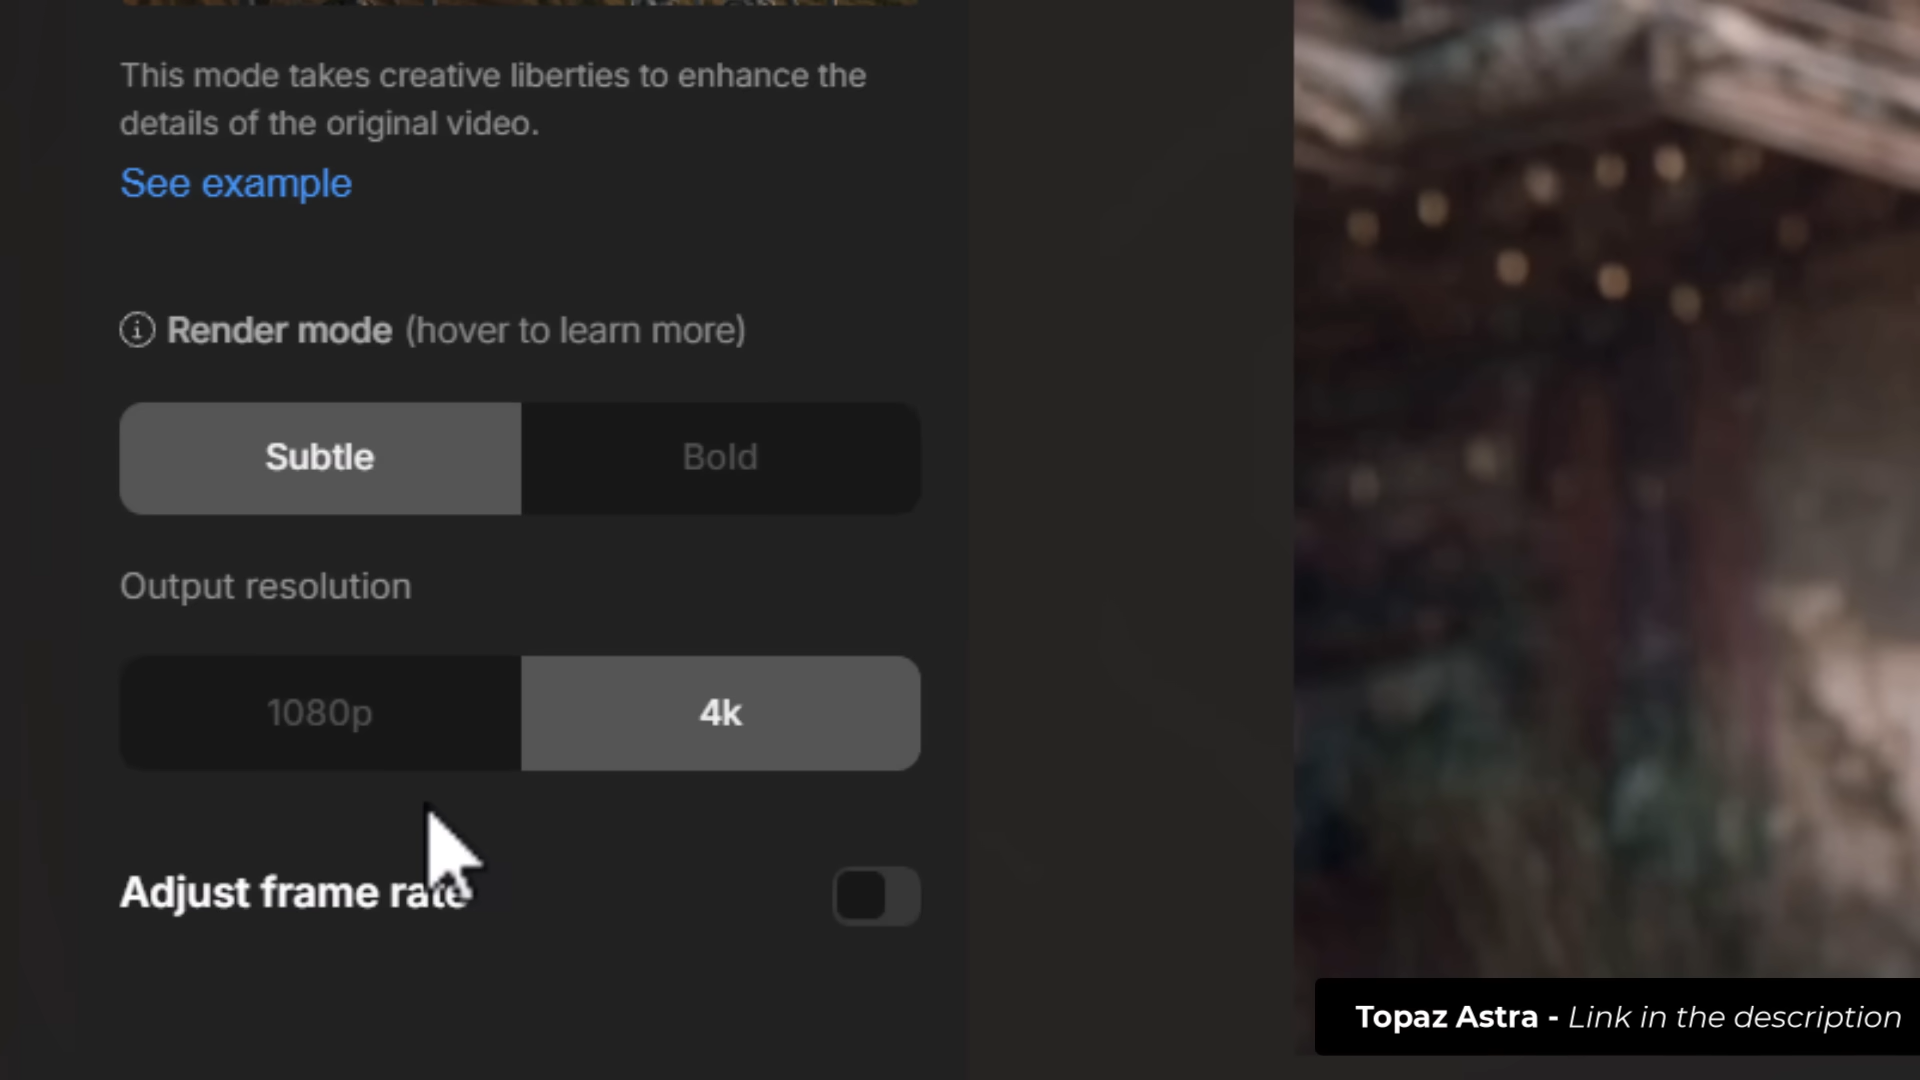 This mode takes creative liberties to enhance the
details of the original video.
See example
Render mode (hover to learn more)
Subtle
Bold
Output resolution
1080p
4k
Adjust frame rate
Topaz Astra - Link in the description